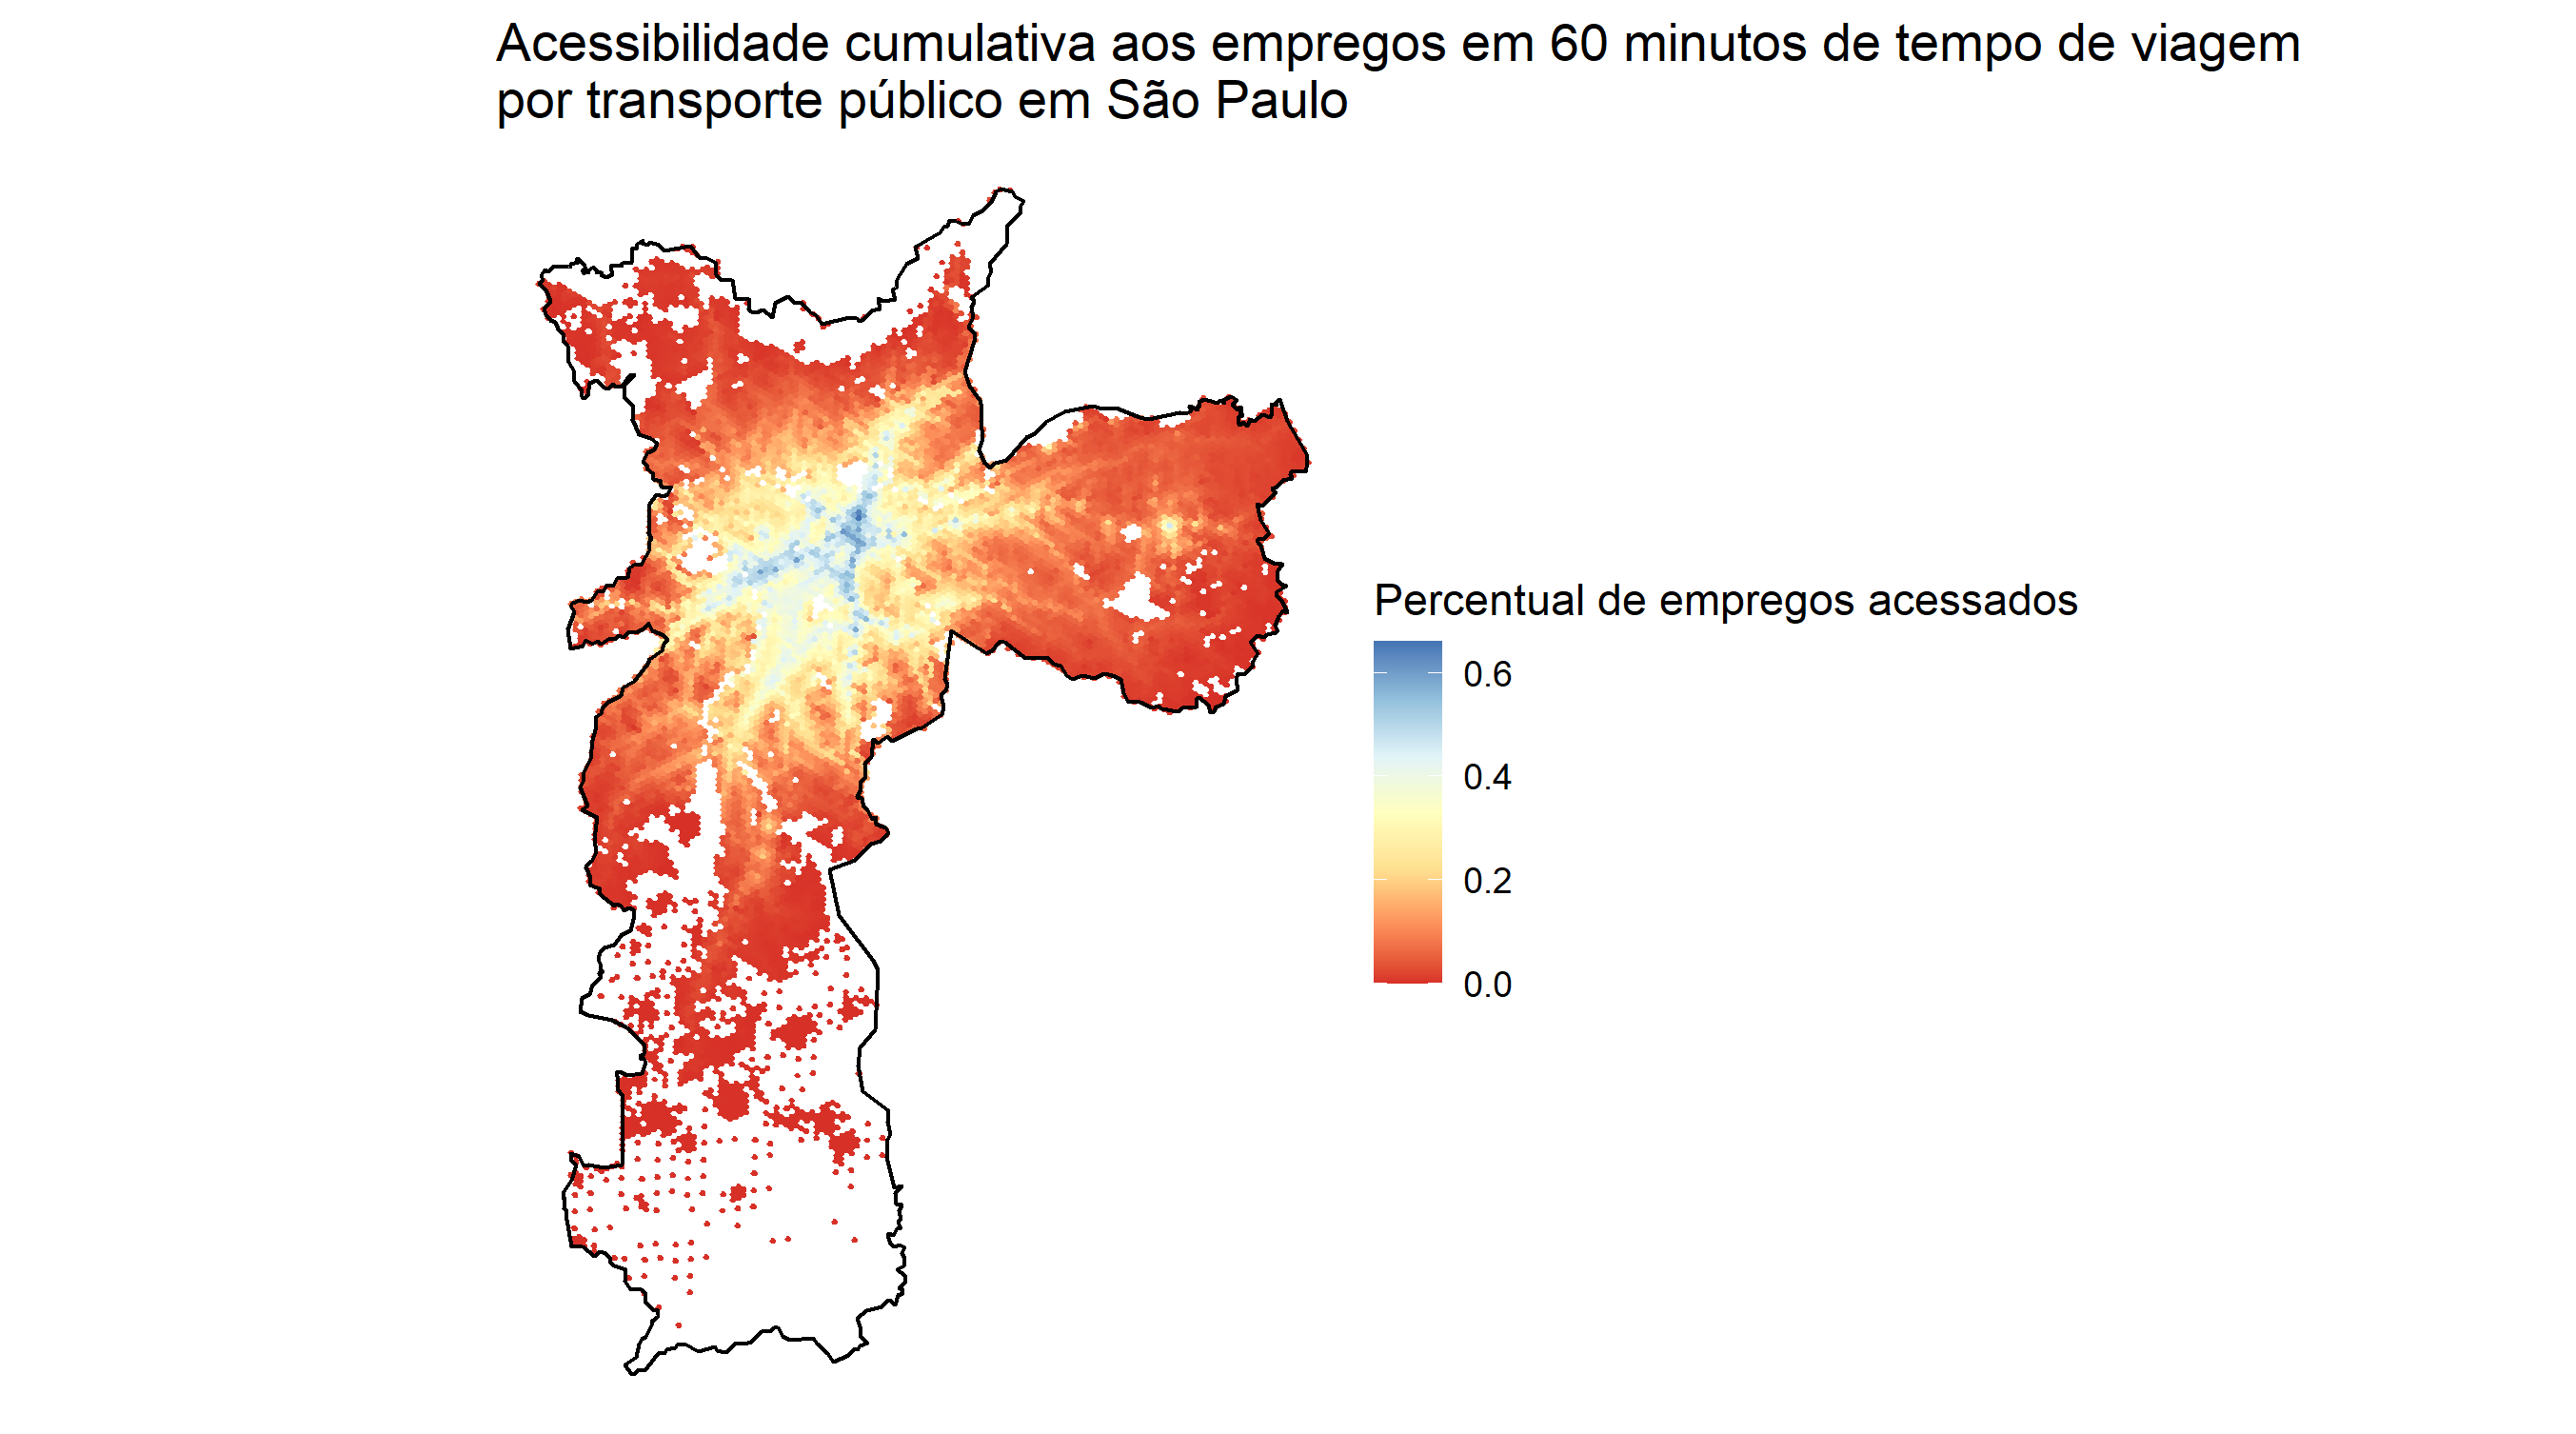 Acessibilidade cumulativa aos empregos em 60 minutos de tempo de viagem
por transporte público em São Paulo
Percentual de empregos acessados
0.6
0.4
0.2
0.0